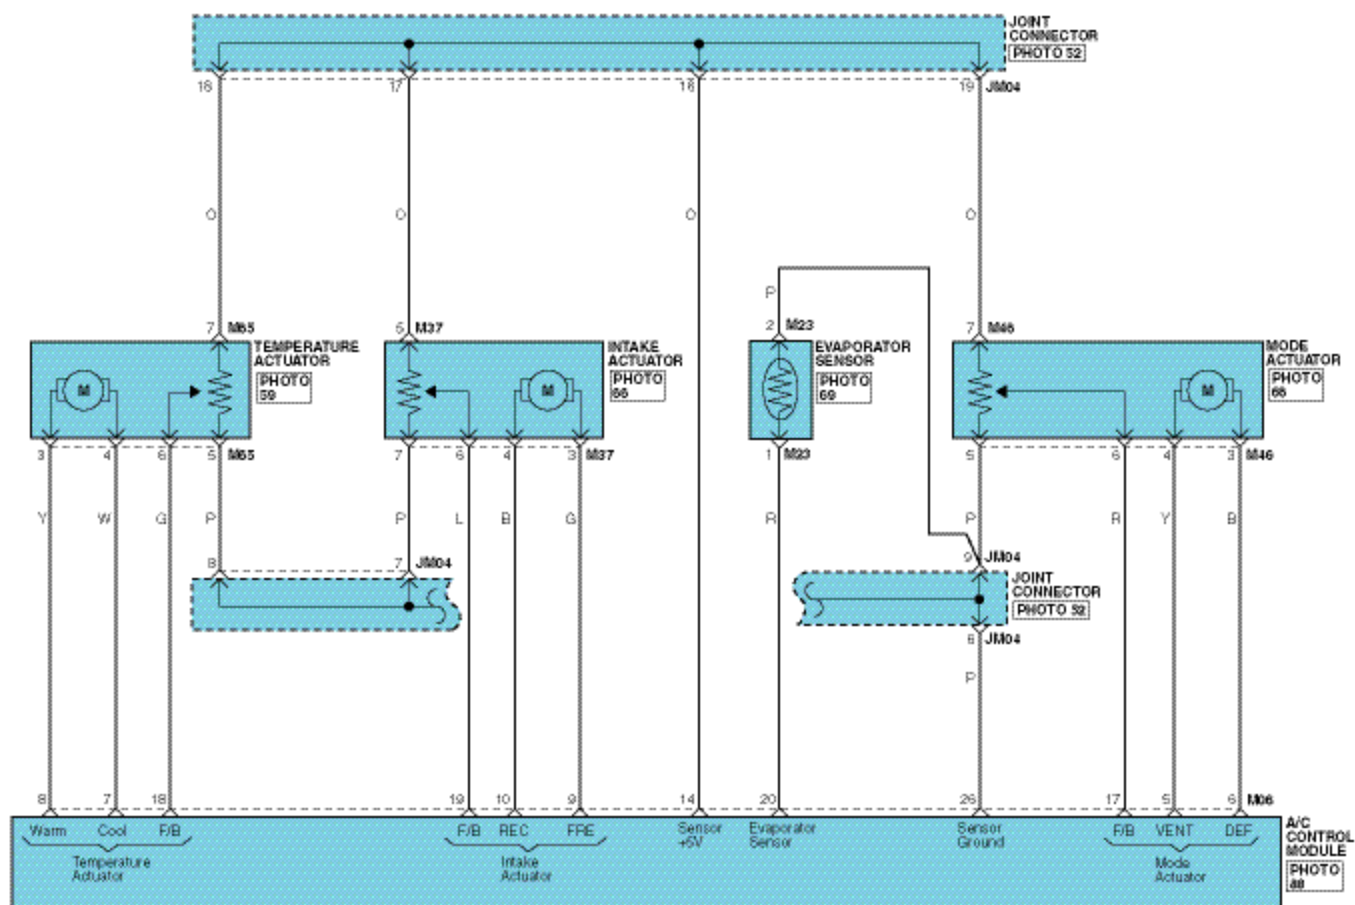 JOINT
CONNECTOR
PHOTO 52
17
19
JM04
O
O
O
O
P
7
M65
5
M37
2
M23
7
M46
TEMPERATURE
ACTUATOR
PHOTO
59
INTAKE
ACTUATOR
PHOTO
66
EVAPORATOR
SENSOR
PHOTO
69
MODE
ACTUATOR
PHOTO
M
M
M
3
4
6
5
M65
7
6
4
3
M37
1
M23
5
6
4
3
M46
Y
W
G
P
P
L
B
G
R
P
R
Y
B
8
7
JM04
9
JM04
JOINT
CONNECTOR
PHOTO 52
6
JM04
P
8
7
18
19
10
9
14
20
26
17
5
6
M06
Warm
Cool
F/B
F/B
REC
FRE
Sensor
+5V
Evaporator
Sensor
Sensor
Ground
F/B
VENT
DEF
Temperature
Actuator
Intake
Actuator
Mode
Actuator
A/C
CONTROL
MODULE
PHOTO
88